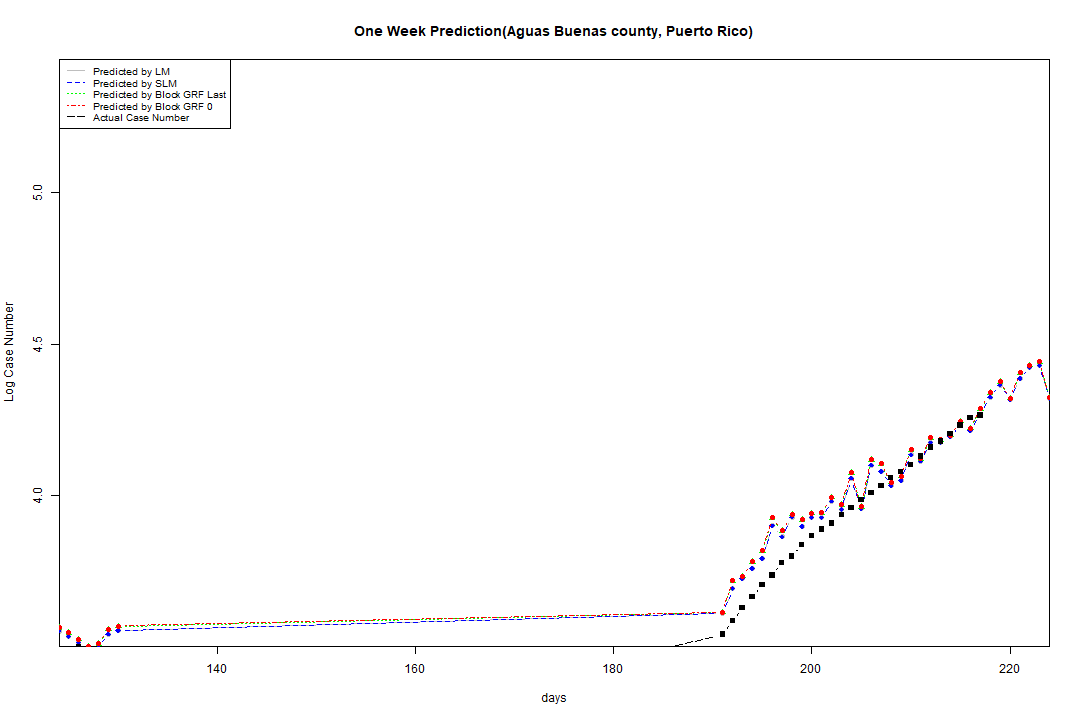 One Week Prediction(Aguas Buenas county, Puerto Rico)
Predicted by LM
Predicted by SLM
Predicted by Block GRF Last
Predicted by Block GRF 0
Actual Case Number
5.0
4.5
4.0
Log Case Number
140 160 180 200 220
days